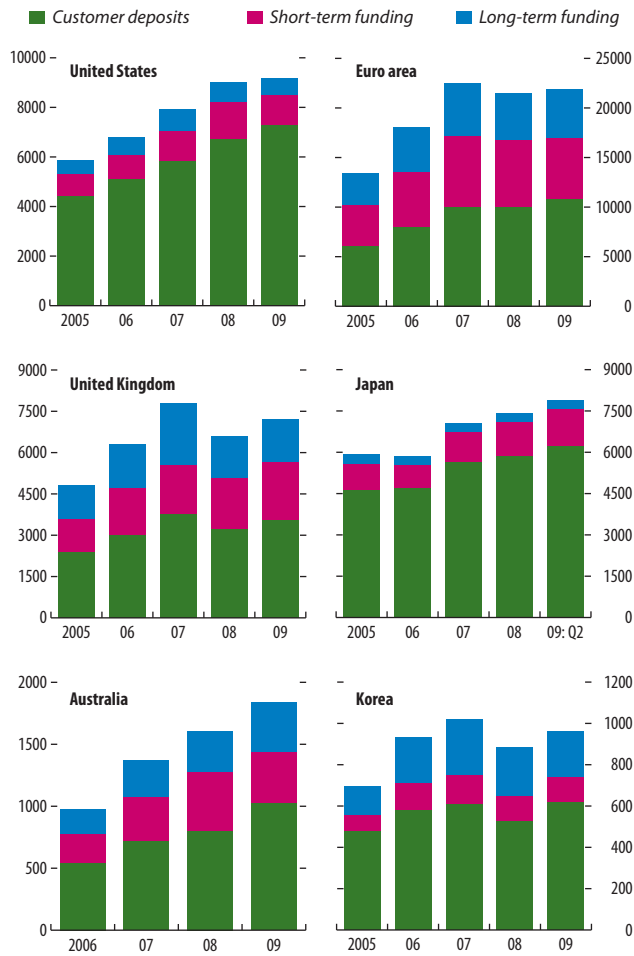 Customer deposits Short-term funding Long-term funding
United States
10000
8000
6000
4000
2000
0
2005 06 07 08 09
Euro area
25000
20000
15000
10000
5000
0
2005 06 07 08 09
United Kingdom
9000
7500
6000
4500
3000
1500
0
2005 06 07 08 09
Japan
9000
7500
6000
4500
3000
1500
0
2005 06 07 08 09: Q2
Australia
2000
1500
1000
500
0
2006 07 08 09
Korea
1200
1000
800
600
400
200
0
2005 06 07 08 09